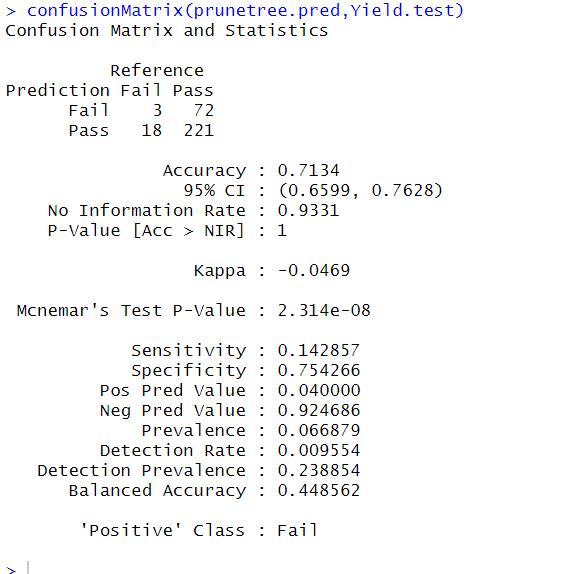 > confusionMatrix(prunetree.pred,Yield.test)
Confusion Matrix and Statistics
Reference
Prediction Fail Pass
Fail 3 72
Pass 18 221
Accuracy : 0.7134
95% CI : (0.6599, 0.7628)
No Information Rate : 0.9331
P-Value [Acc > NIR] : 1
Kappa : -0.0469
Mcnemar's Test P-Value : 2.314e-08
Sensitivity : 0.142857
Specificity : 0.754266
Pos Pred Value : 0.040000
Neg Pred Value : 0.924686
Prevalence : 0.066879
Detection Rate : 0.009554
Detection Prevalence : 0.238854
Balanced Accuracy : 0.448562
'Positive' Class : Fail
>